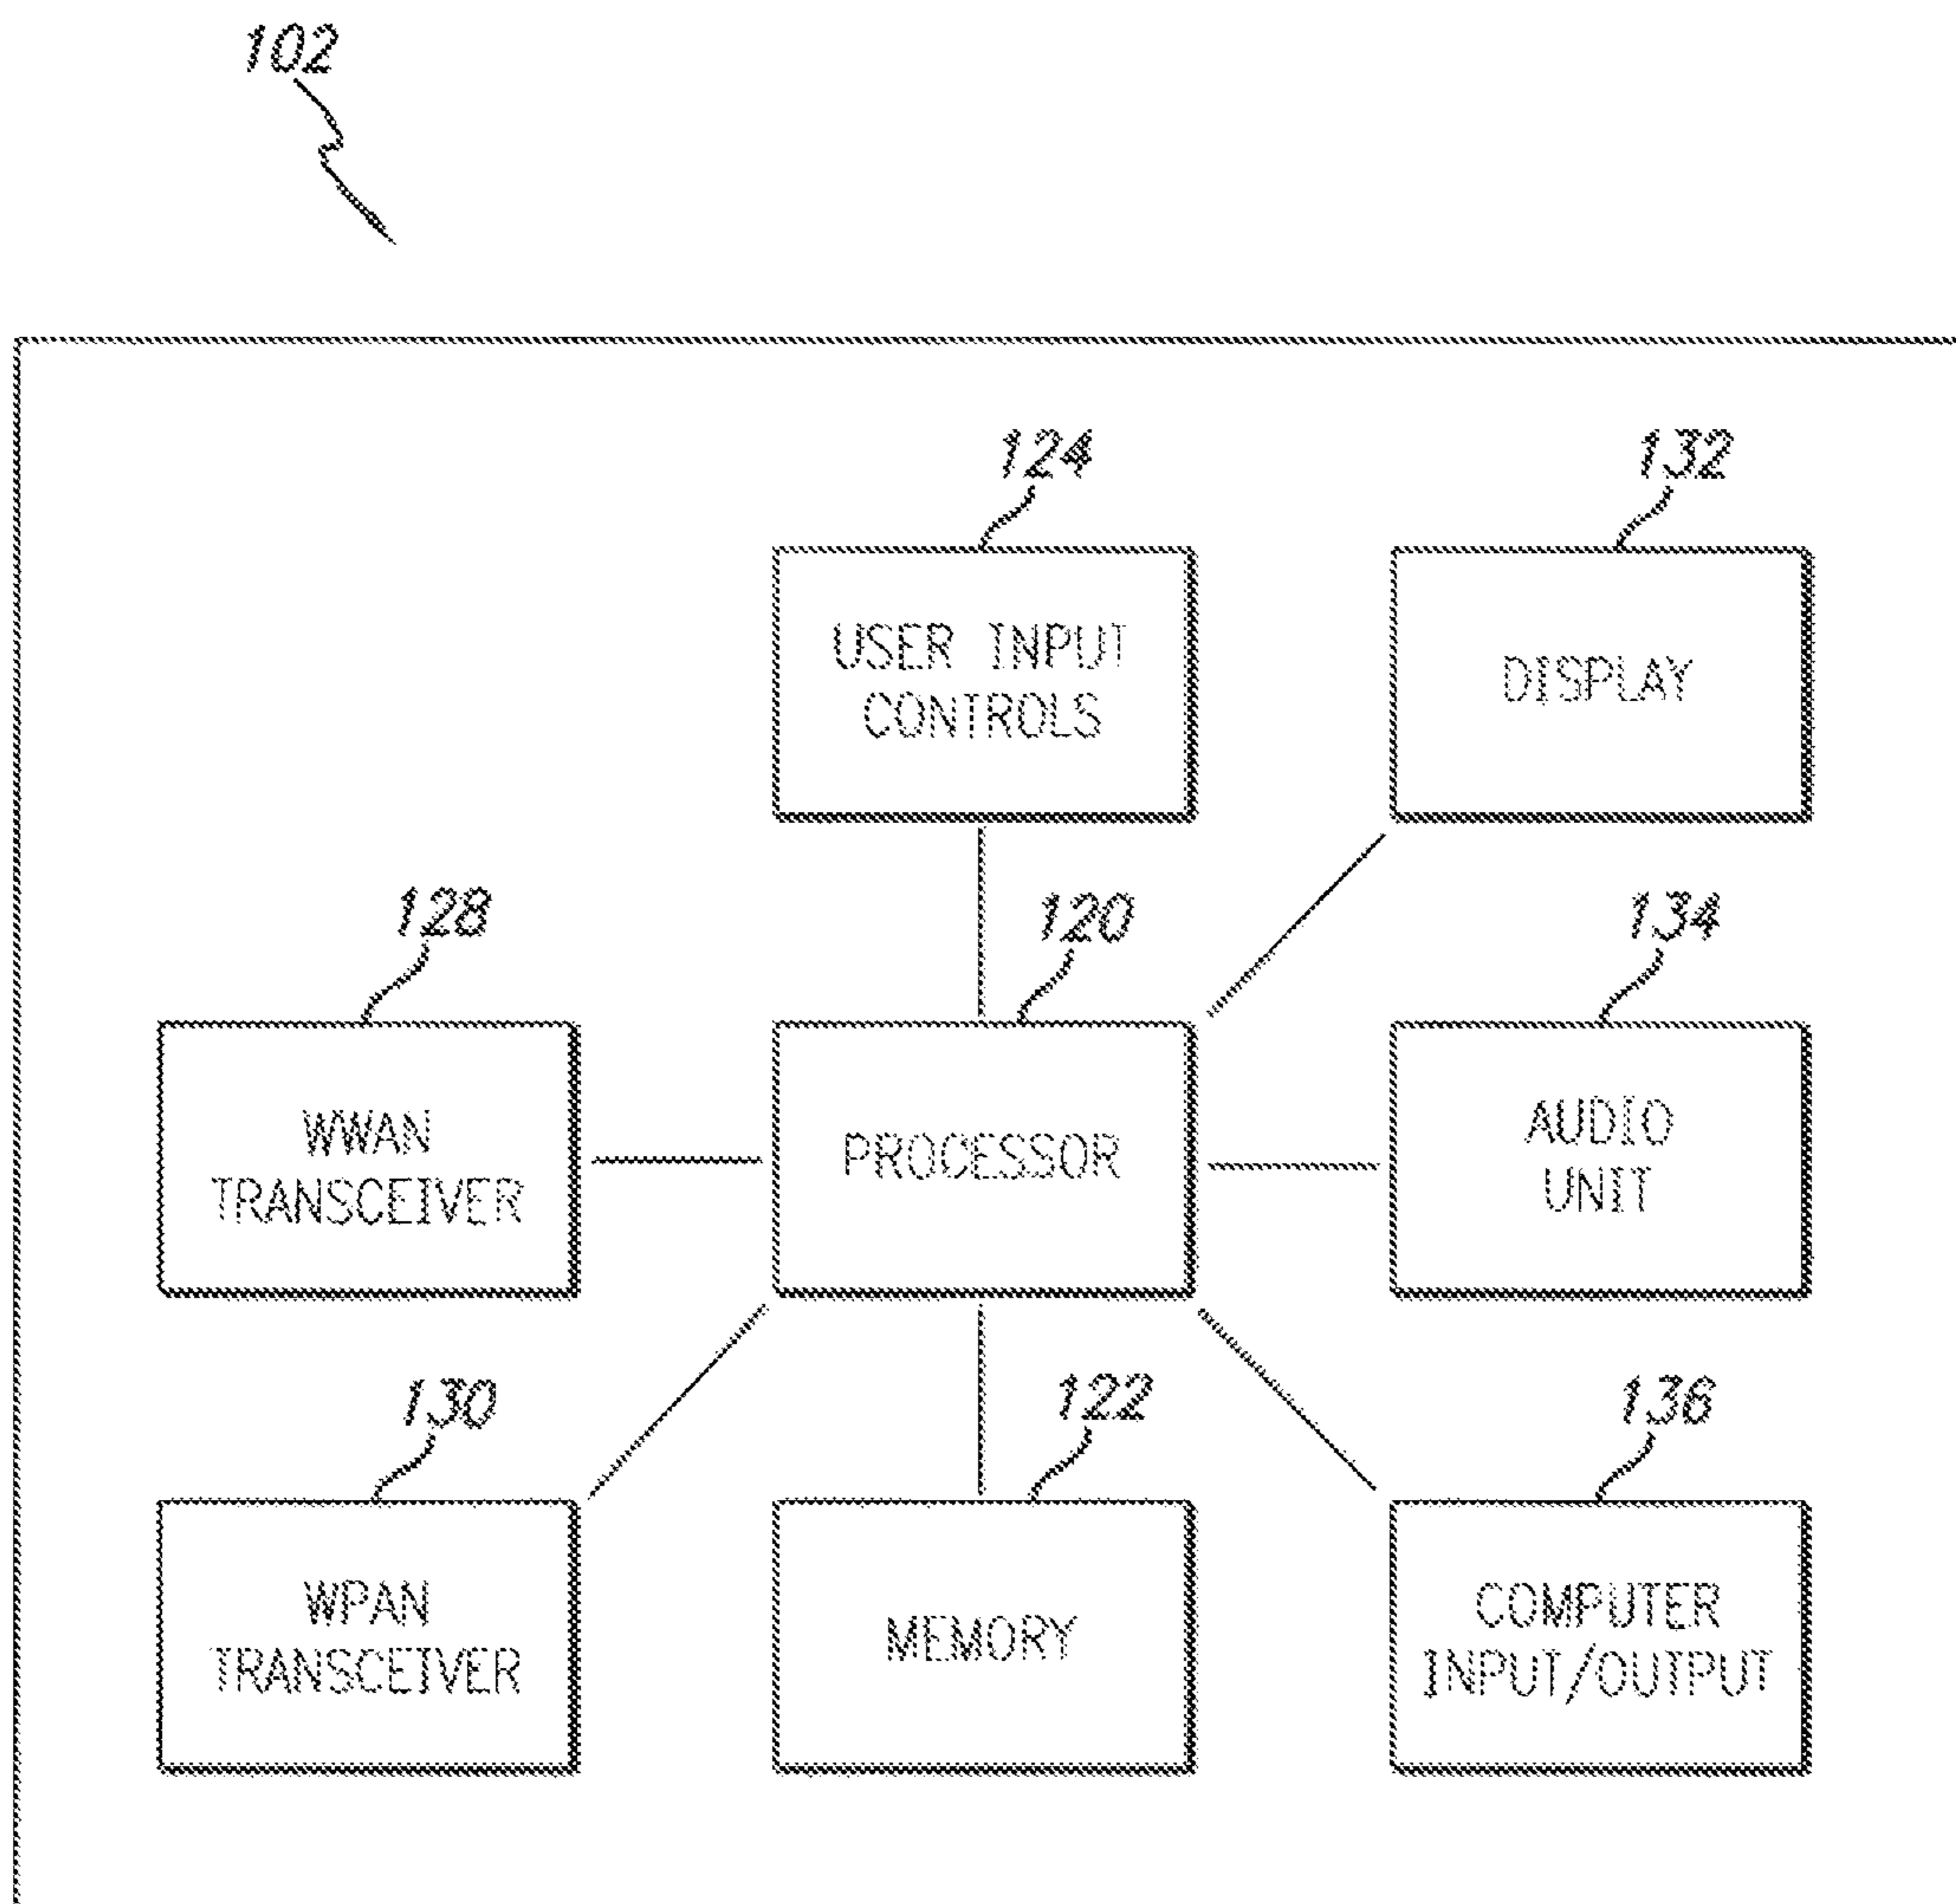 102
124
132
USER INPUT
CONTROLS
DISPLAY
128
120
134
WWAN
TRANSCEIVER
PROCESSOR
AUDIO
UNIT
130
122
136
WPAN
TRANSCEIVER
MEMORY
COMPUTER
INPUT/OUTPUT